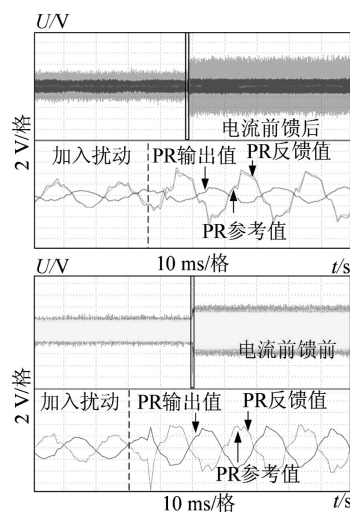 U/V
2 V/格
电流前馈后
加入扰动
PR输出值
PR反馈值
PR参考值
10 ms/格
t/s
U/V
2 V/格
电流前馈前
加入扰动
PR输出值
PR反馈值
PR参考值
10 ms/格
t/s